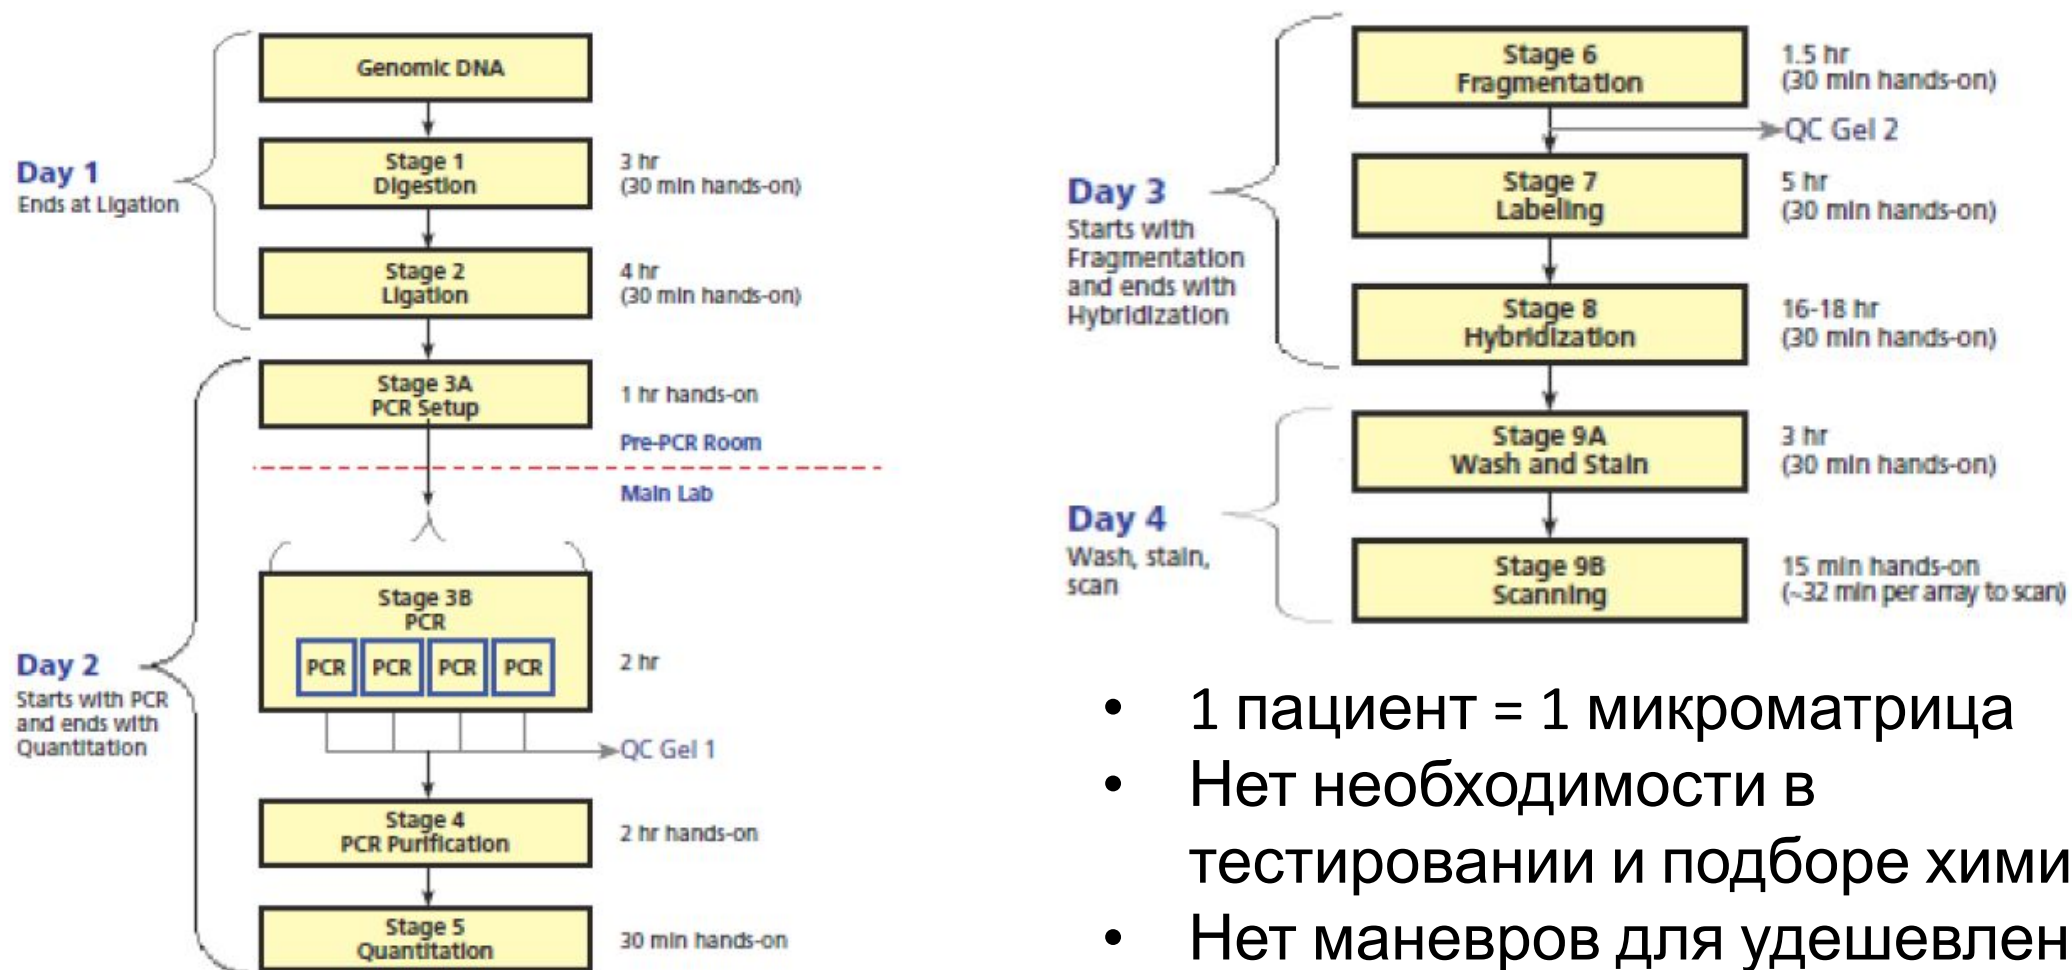 Genomic DNA
Day 1
Ends at Ligation
Stage 1
Digestion
3 hr
(30 min hands-on)
Stage 2
Ligation
4 hr
(30 min hands-on)
Stage 3A
PCR Setup
1 hr hands-on
Pre-PCR Room
Main Lab
Day 2
Starts with PCR
and ends with
Quantitation
Stage 3B
PCR
PCR PCR PCR PCR
2 hr
QC Gel 1
Stage 4
PCR Purification
2 hr hands-on
Stage 5
Quantitation
30 min hands-on
Day 3
Starts with
Fragmentation
and ends with
Hybridization
Stage 6
Fragmentation
1.5 hr
(30 min hands-on)
QC Gel 2
Stage 7
Labeling
5 hr
(30 min hands-on)
Stage 8
Hybridization
16-18 hr
(30 min hands-on)
Day 4
Wash, stain,
scan
Stage 9A
Wash and Stain
3 hr
(30 min hands-on)
Stage 9B
Scanning
15 min hands-on
(~32 min per array to scan)
• 1 пациент = 1 микроматрица
• Нет необходимости в
тестировании и подборе хими
• Нет маневров для удешевлен